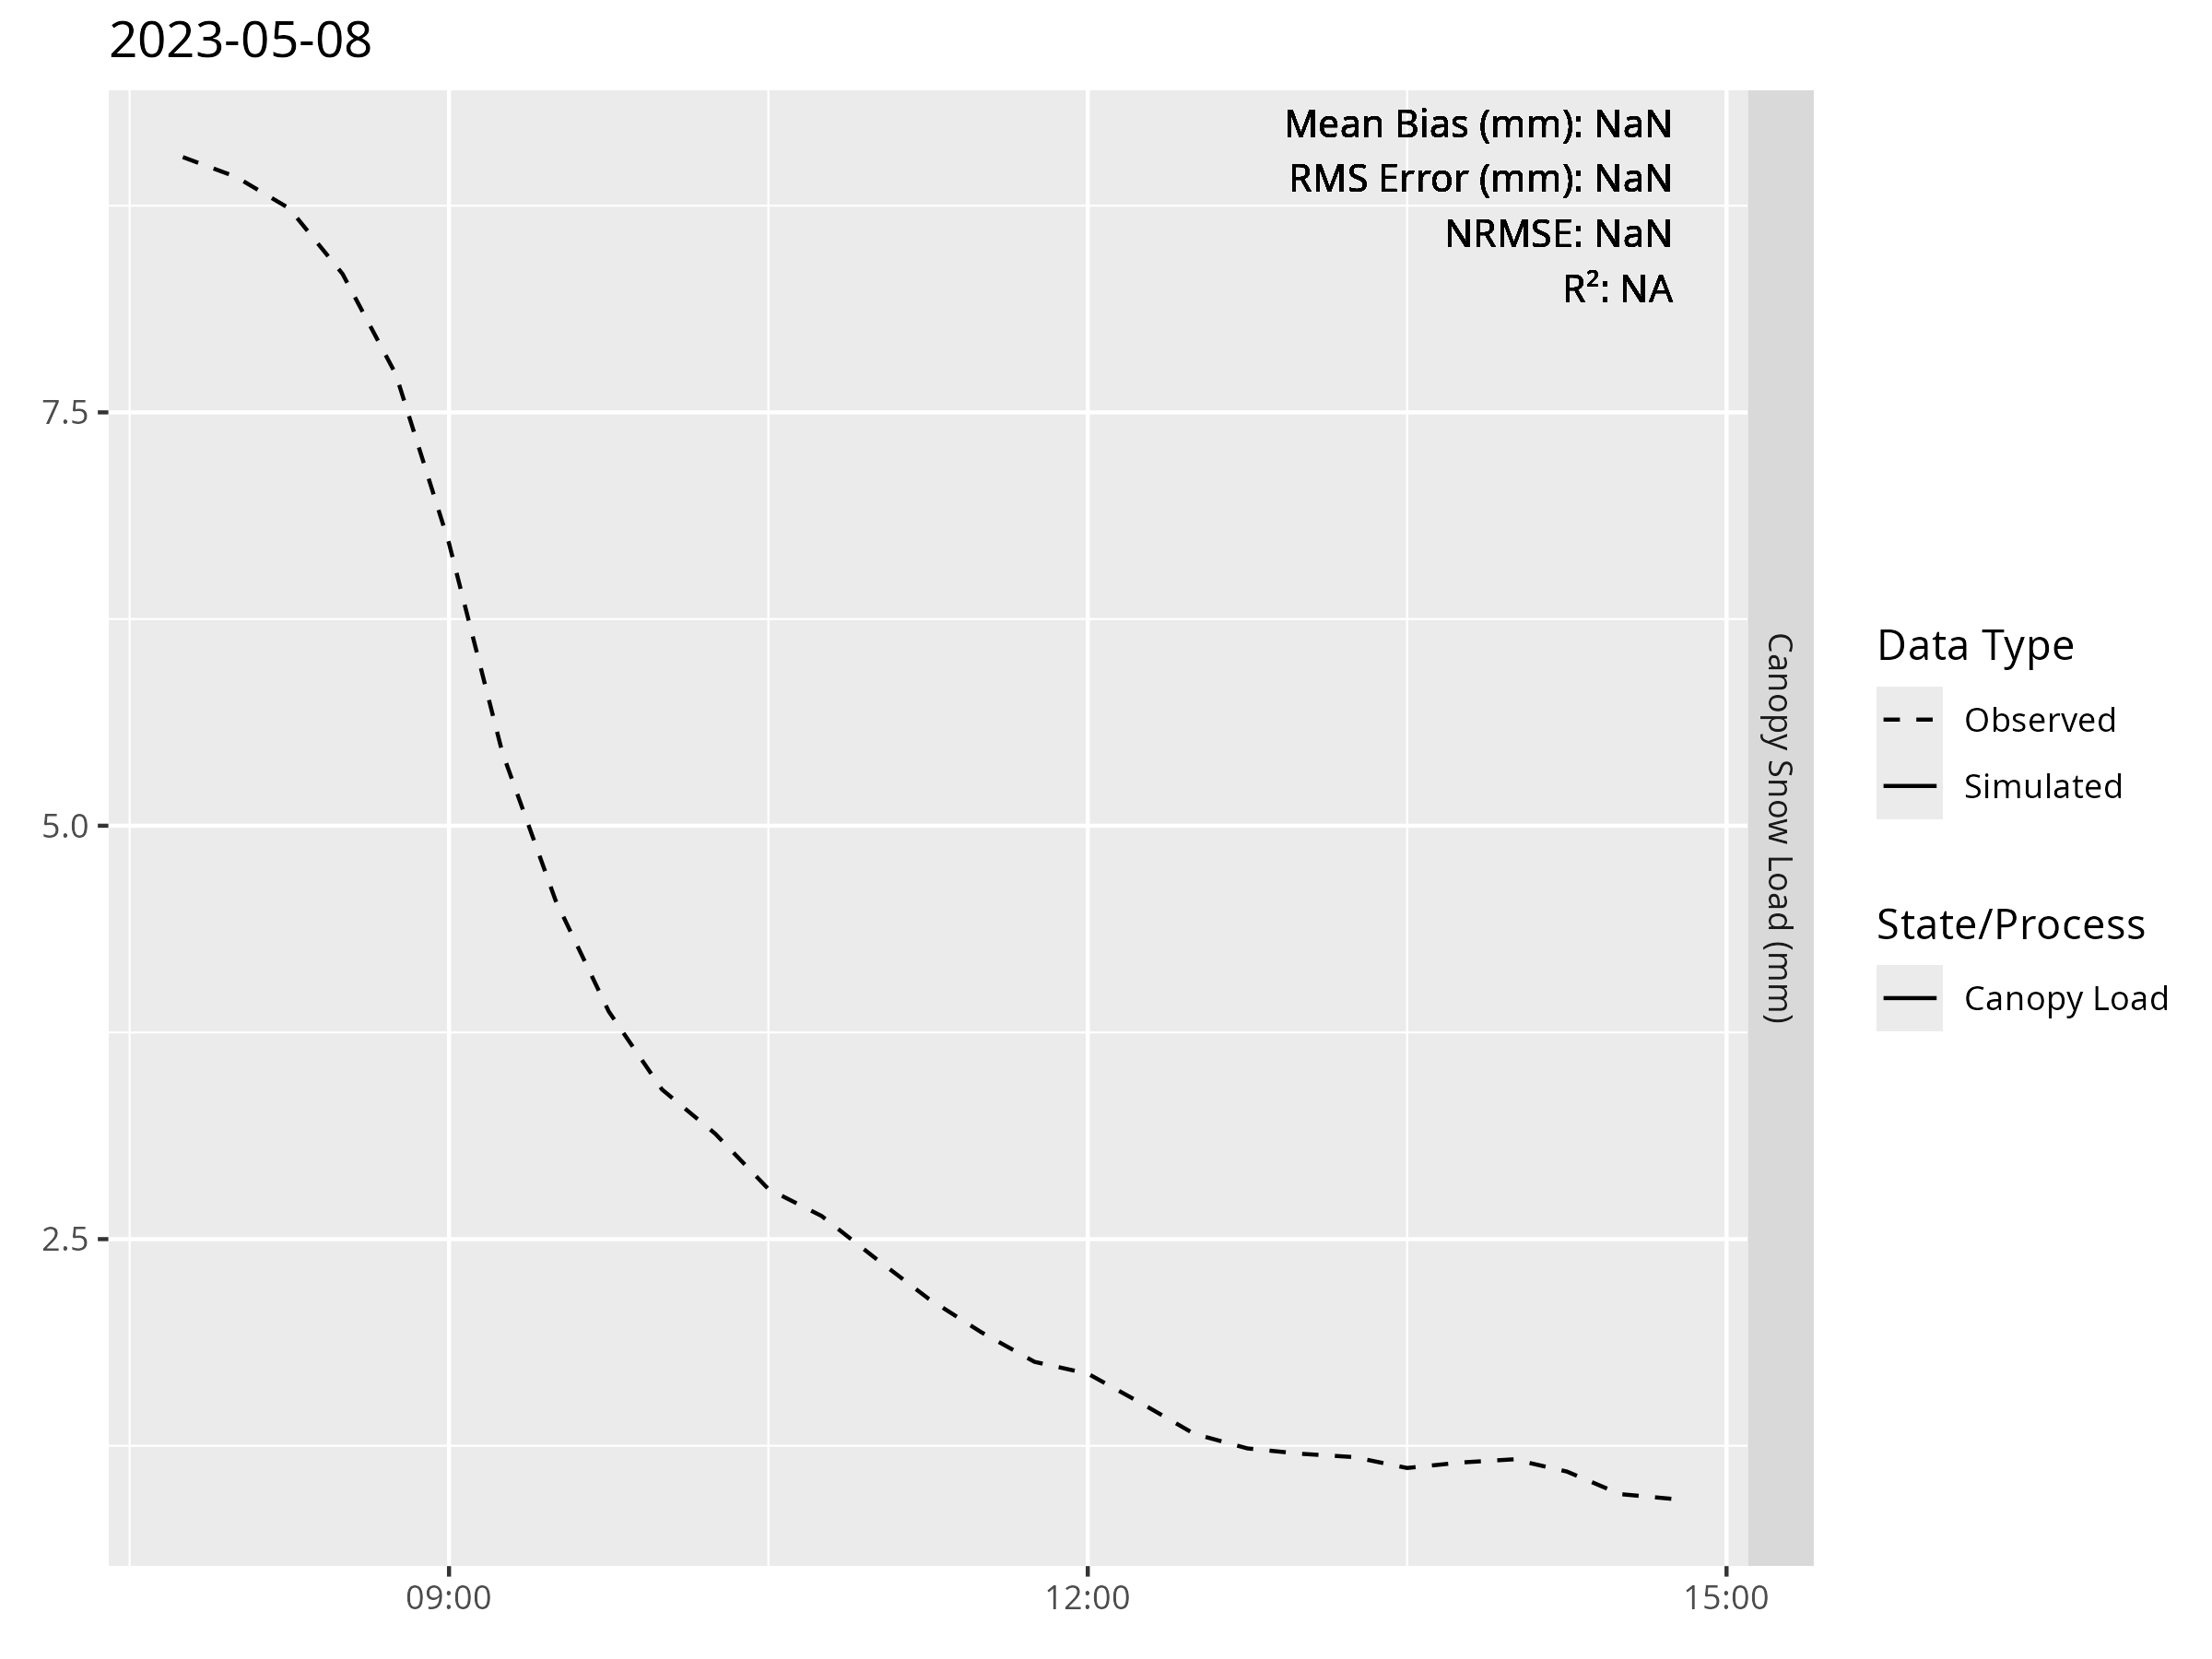 2023-05-08
Mean Bias (mm): NaN
RMS Error (mm): NaN
NRMSE: NaN
R²: NA
7.5
5.0
2.5
09:00
12:00
15:00
Canopy Snow Load (mm)
Data Type
Observed
Simulated
State/Process
Canopy Load